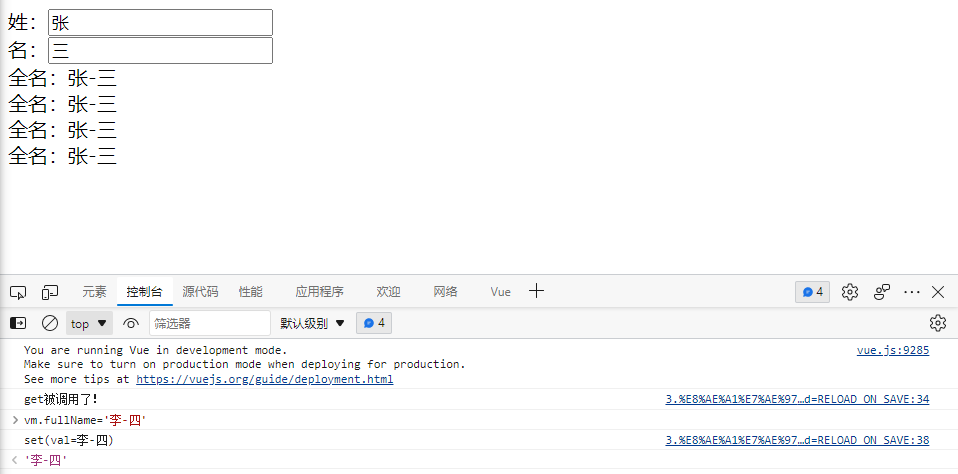 姓：张
名：三
全名：张-三
全名：张-三
全名：张-三
全名：张-三
元素 控制台 源代码 性能 应用程序 欢迎 网络 Vue 4
top 筛选器 默认级别 4
You are running Vue in development mode. vue.js:9285
Make sure to turn on production mode when deploying for production.
See more tips at https://vuejs.org/guide/deployment.html
get被调用了! 3.%E8%AE%A1%E7%AE%97…d=RELOAD_ON_SAVE:34
vm.fullName='李-四'
set(val=李-四) 3.%E8%AE%A1%E7%AE%97…d=RELOAD_ON_SAVE:38
'李-四'